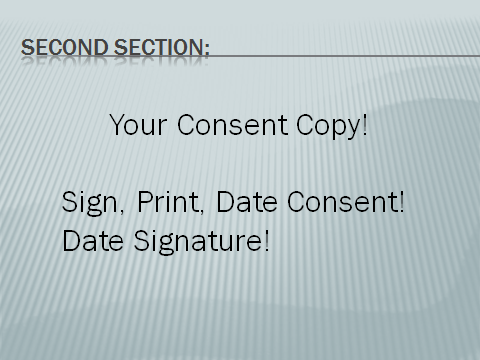 SECOND SECTION:
Your Consent Copy!
Sign, Print, Date Consent!
Date Signature!